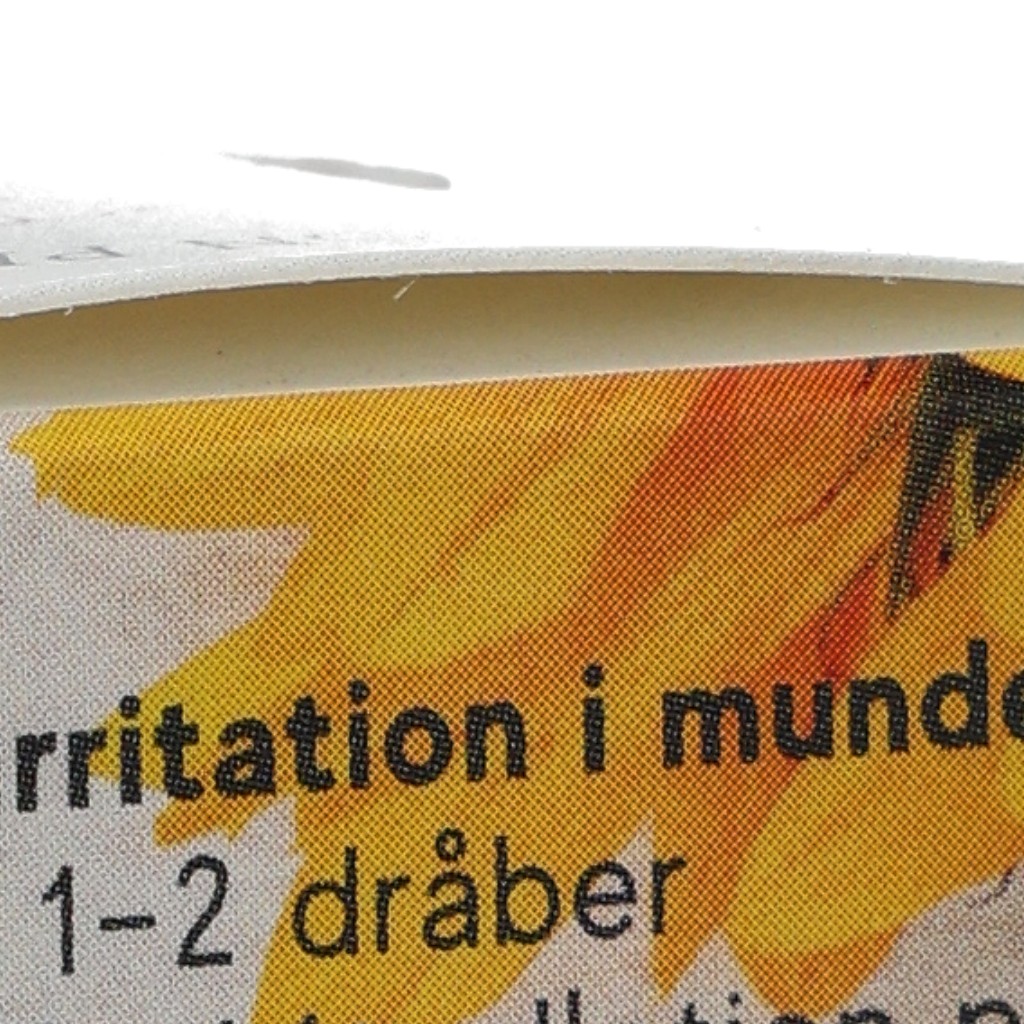 rritation i munde
1-2 dråber